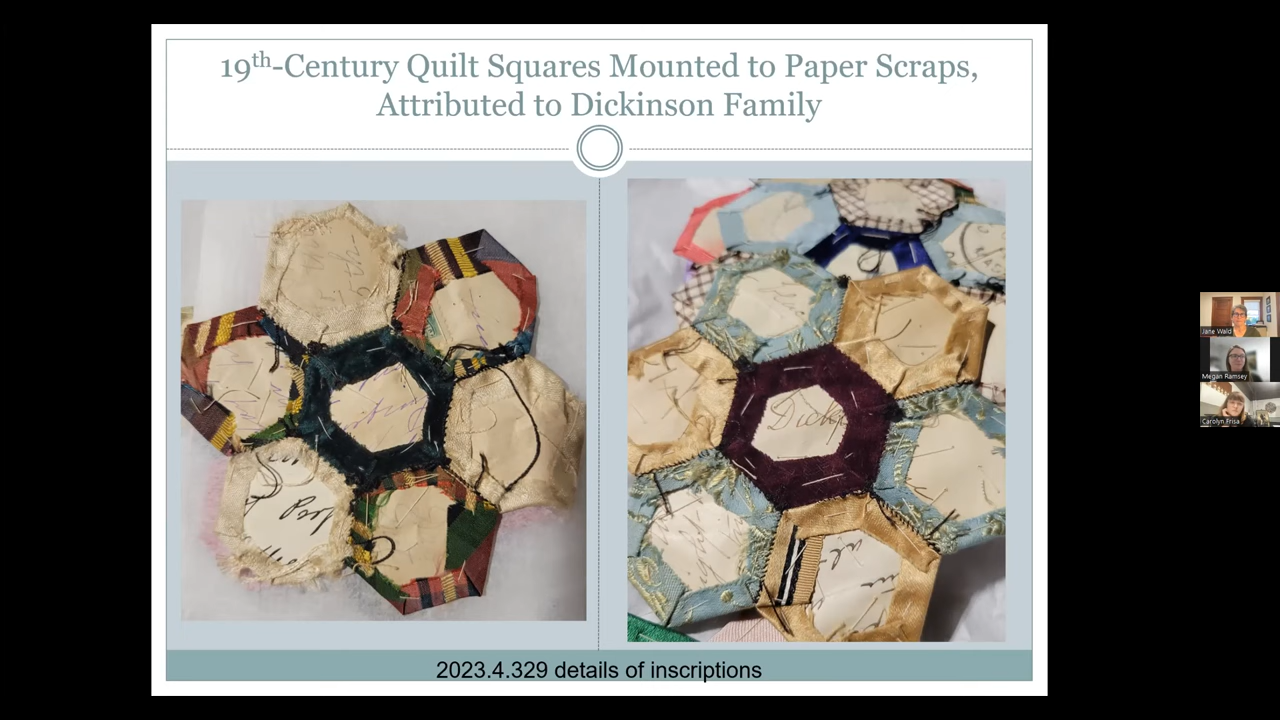 19th-Century Quilt Squares Mounted to Paper Scraps,
Attributed to Dickinson Family
Dick
2023.4.329 details of inscriptions
Jane Wald
Megan Ramsey
Carolyn Frisa